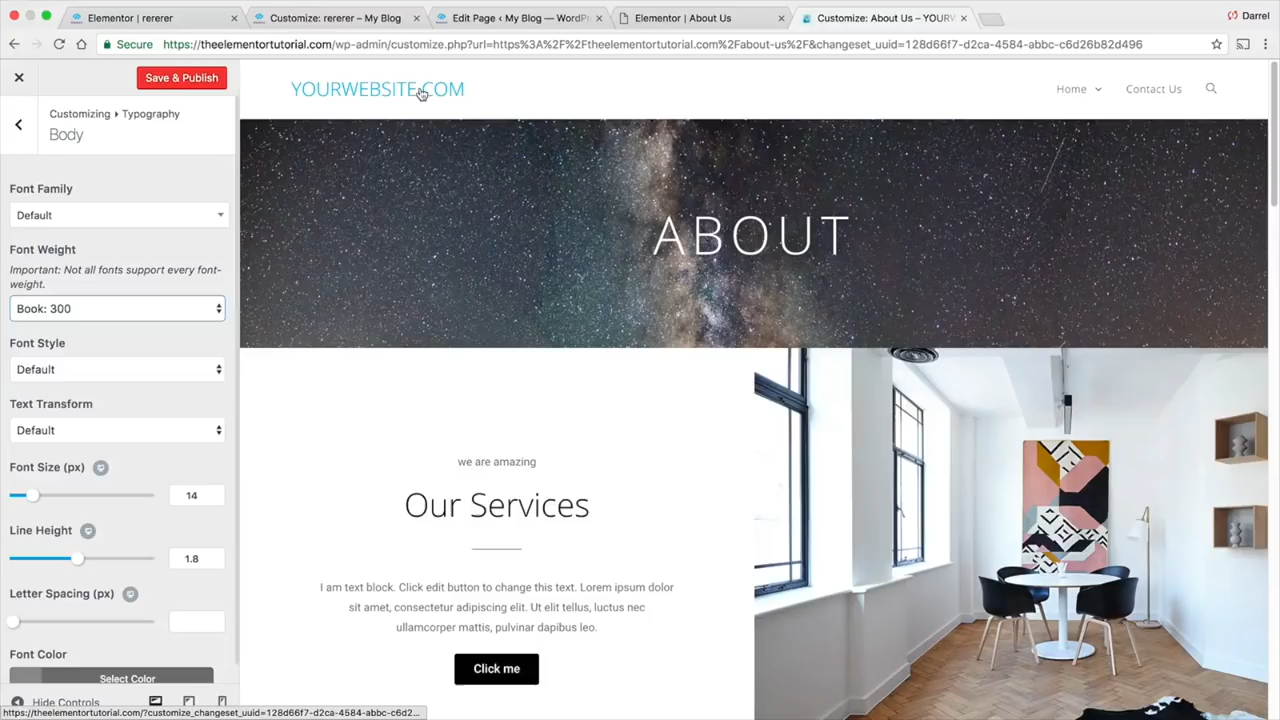 Elementor | rererer
Customize: rererer – My Blog
Edit Page ‹ My Blog — WordPr
Elementor | About Us
Customize: About Us – YOURW
Darrel
Secure
https://theelementortutorial.com/wp-admin/customize.php?url=https%3A%2F%2Ftheelementortutorial.com%2Fabout-us%2F&changeset_uuid=128d66f7-d2ca-4584-abbc-c6d26b82d496
Save & Publish
Customizing ▸ Typography
Body
Font Family
Default
Font Weight
Important: Not all fonts support every font-
weight.
Book: 300
Font Style
Default
Text Transform
Default
Font Size (px)
14
Line Height
1.8
Letter Spacing (px)
Font Color
Select Color
Hide Controls
https://theelementortutorial.com/?customize_changeset_uuid=128d66f7-d2ca-4584-abbc-c6d2...
YOURWEBSITE.COM
Home
Contact Us
ABOUT
we are amazing
Our Services
I am text block. Click edit button to change this text. Lorem ipsum dolor
sit amet, consectetur adipiscing elit. Ut elit tellus, luctus nec
ullamcorper mattis, pulvinar dapibus leo.
Click me